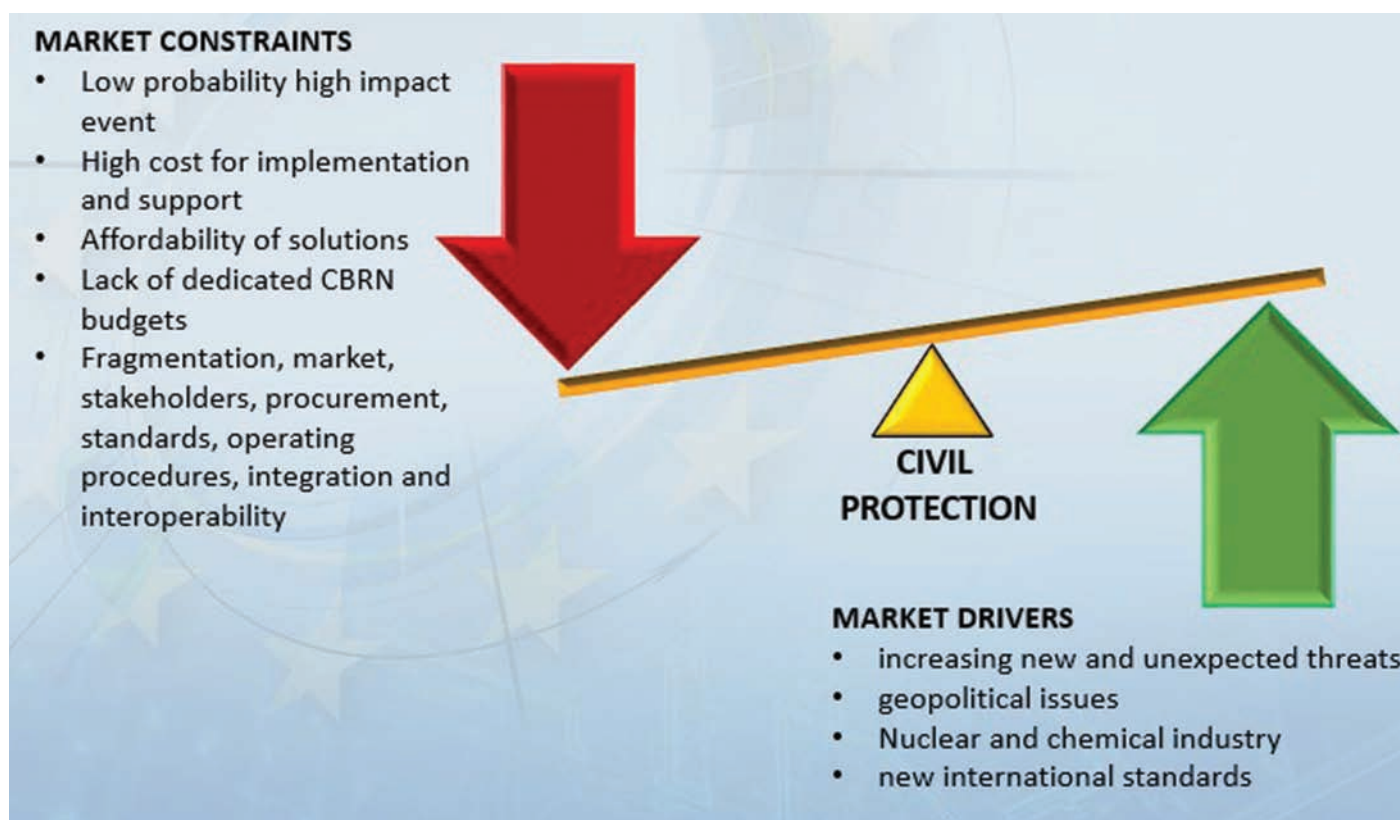 MARKET CONSTRAINTS
• Low probability high impact
event
• High cost for implementation
and support
• Affordability of solutions
• Lack of dedicated CBRN
budgets
• Fragmentation, market,
stakeholders, procurement,
standards, operating
procedures, integration and
interoperability
CIVIL
PROTECTION
MARKET DRIVERS
• increasing new and unexpected threats
• geopolitical issues
• Nuclear and chemical industry
• new international standards